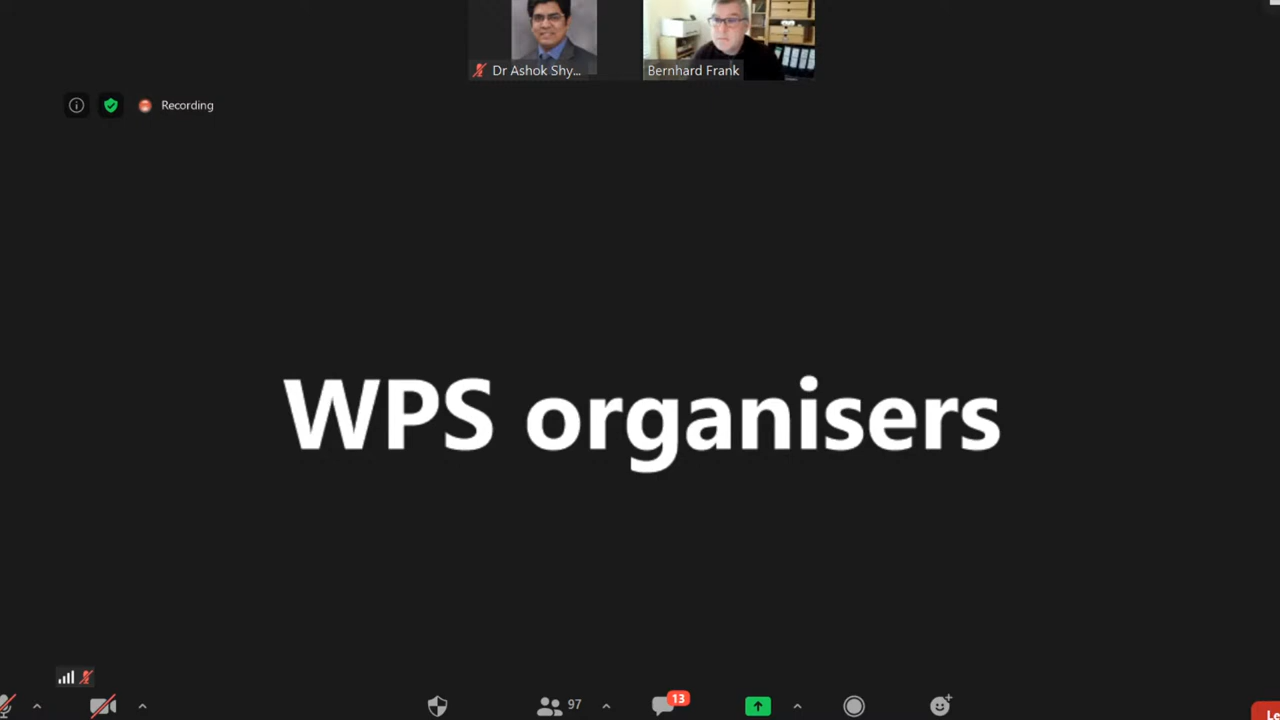 Dr Ashok Shy...
Bernhard Frank
Recording
WPS organisers
97
13